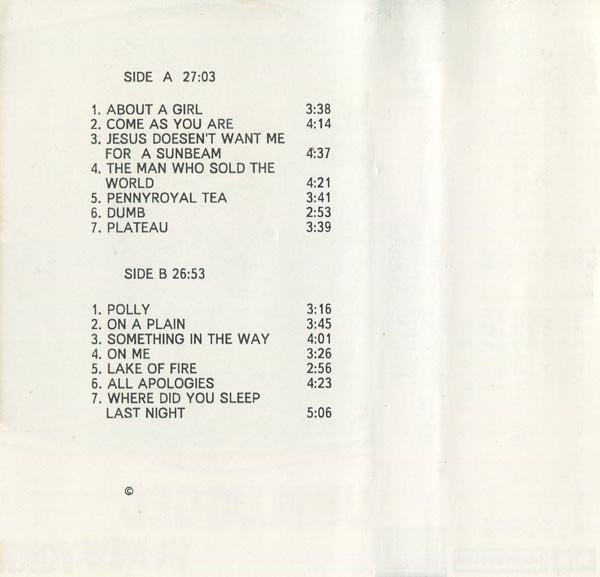 SIDE A 27:03
1. ABOUT A GIRL 3:38
2. COME AS YOU ARE 4:14
3. JESUS DOESEN'T WANT ME
FOR A SUNBEAM 4:37
4. THE MAN WHO SOLD THE
WORLD 4:21
5. PENNYROYAL TEA 3:41
6. DUMB 2:53
7. PLATEAU 3:39
SIDE B 26:53
1. POLLY 3:16
2. ON A PLAIN 3:45
3. SOMETHING IN THE WAY 4:01
4. ON ME 3:26
5. LAKE OF FIRE 2:56
6. ALL APOLOGIES 4:23
7. WHERE DID YOU SLEEP
LAST NIGHT 5:06
©